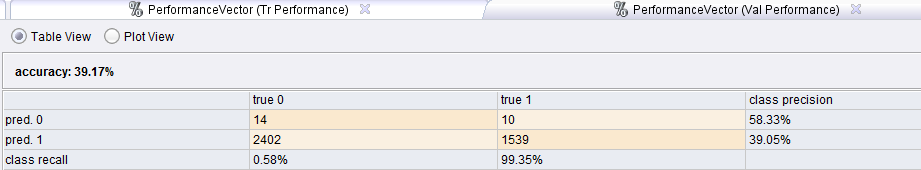 PerformanceVector (Tr Performance) PerformanceVector (Val Performance)
Table View Plot View
accuracy: 39.17%
true 0 true 1 class precision
pred. 0 14 10 58.33%
pred. 1 2402 1539 39.05%
class recall 0.58% 99.35%